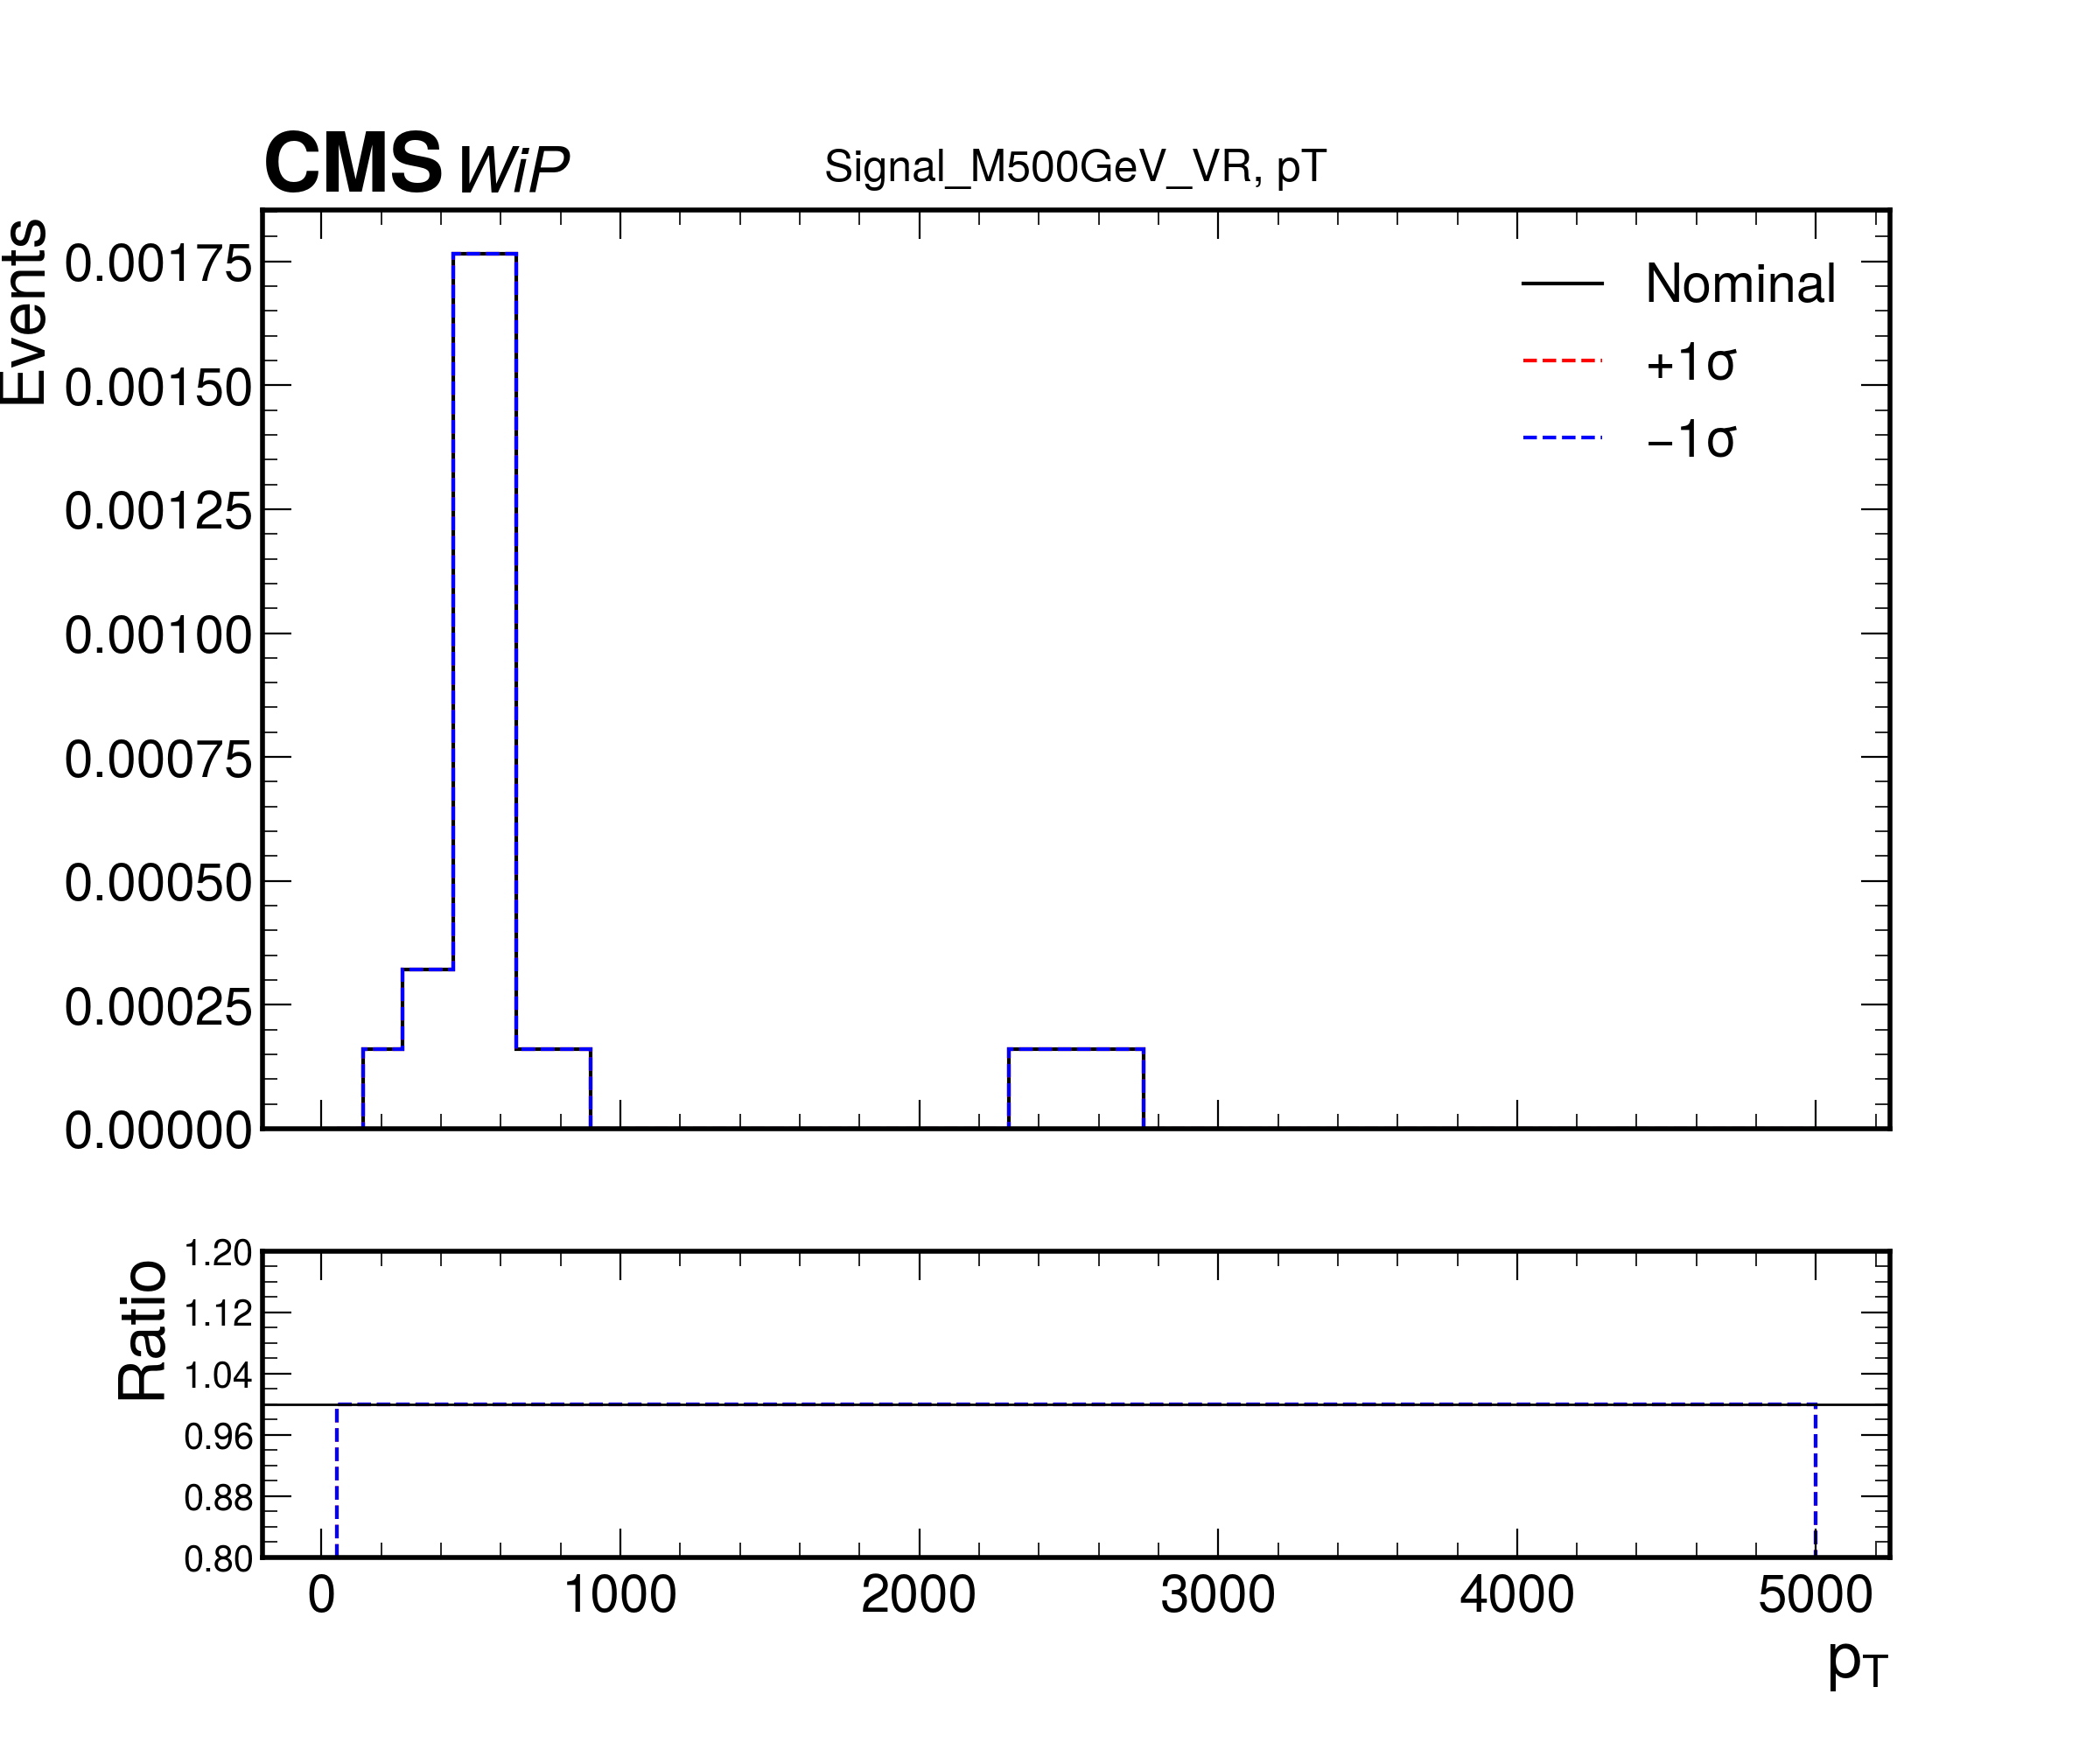 CMS WiP
Signal_M500GeV_VR, pT
Events
0.00175
0.00150
0.00125
0.00100
0.00075
0.00050
0.00025
0.00000
Nominal
+1σ
−1σ
Ratio
1.20
1.12
1.04
0.96
0.88
0.80
0 1000 2000 3000 4000 5000
pT